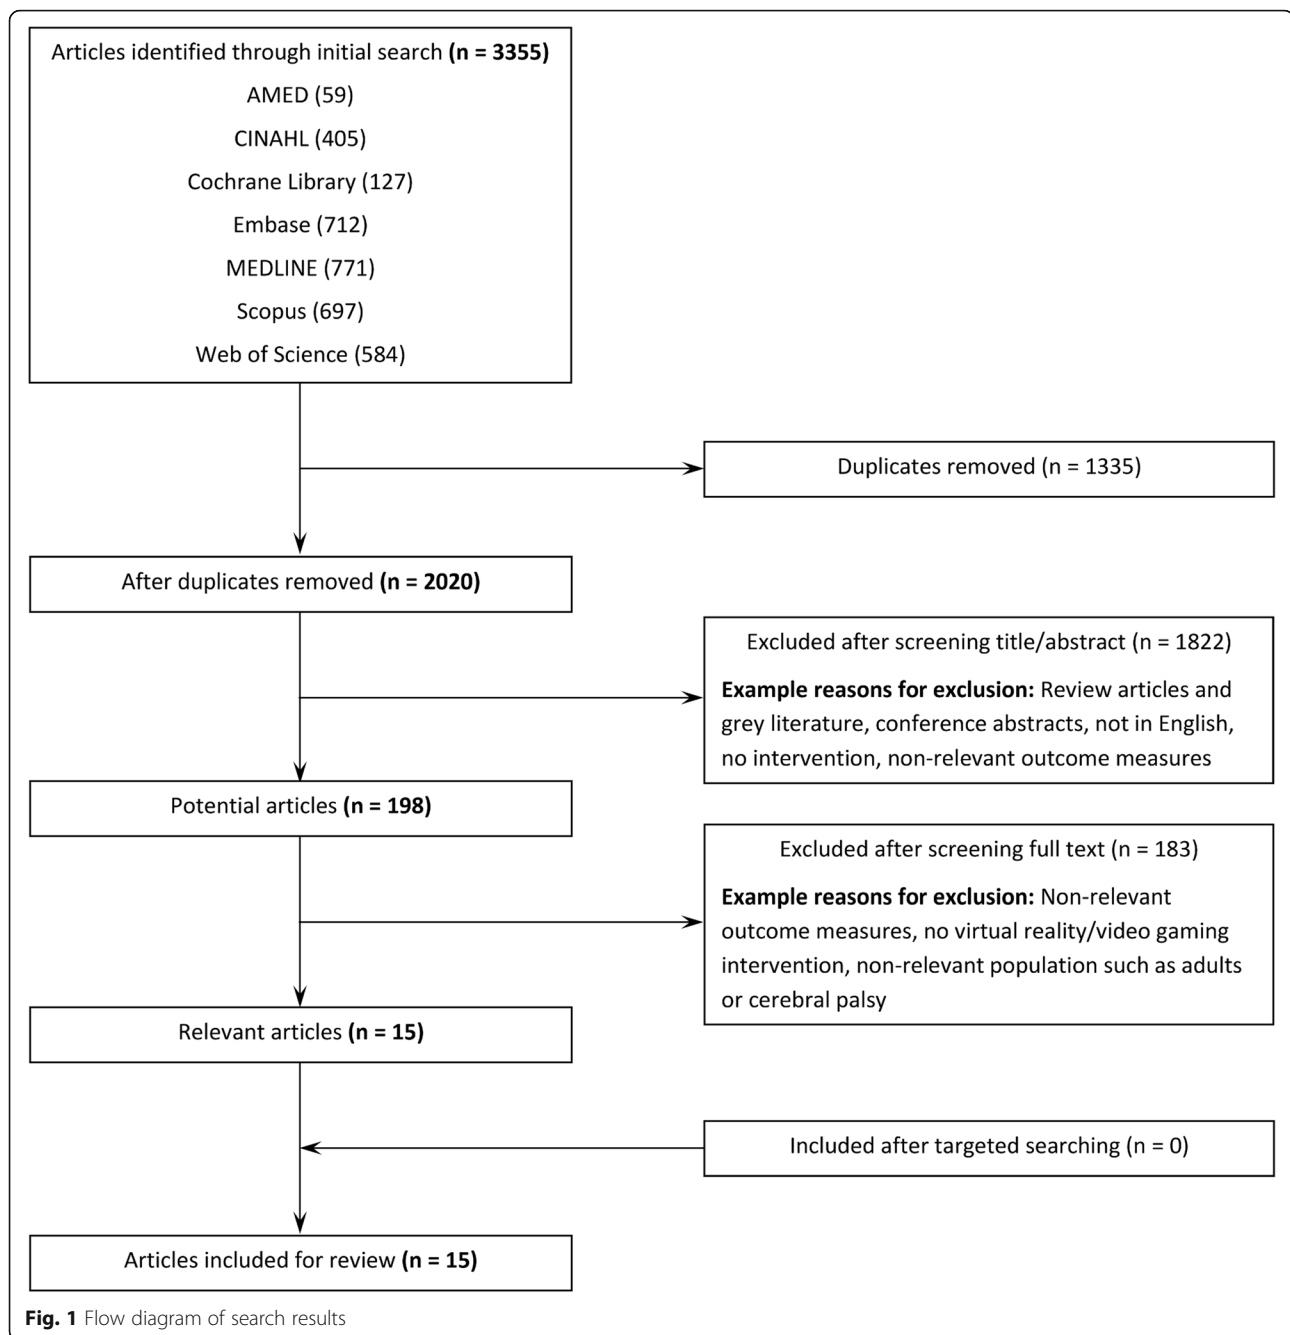 Articles identified through initial search (n = 3355)
AMED (59)
CINAHL (405)
Cochrane Library (127)
Embase (712)
MEDLINE (771)
Scopus (697)
Web of Science (584)
Duplicates removed (n = 1335)
After duplicates removed (n = 2020)
Excluded after screening title/abstract (n = 1822)
Example reasons for exclusion: Review articles and
grey literature, conference abstracts, not in English,
no intervention, non-relevant outcome measures
Potential articles (n = 198)
Excluded after screening full text (n = 183)
Example reasons for exclusion: Non-relevant
outcome measures, no virtual reality/video gaming
intervention, non-relevant population such as adults
or cerebral palsy
Relevant articles (n = 15)
Included after targeted searching (n = 0)
Articles included for review (n = 15)
Fig. 1 Flow diagram of search results